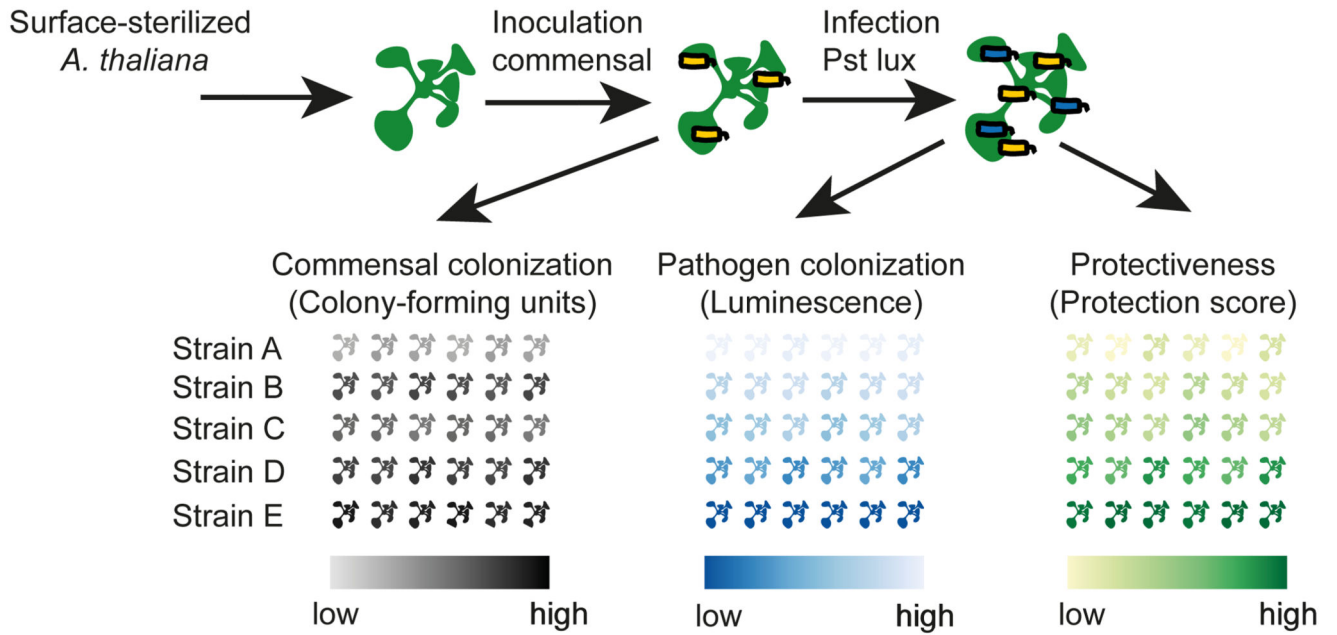 Surface-sterilized
A. thaliana
Inoculation
commensal
Infection
Pst lux
Commensal colonization
(Colony-forming units)
Pathogen colonization
(Luminescence)
Protectiveness
(Protection score)
Strain A
Strain B
Strain C
Strain D
Strain E
low high
low high
low high